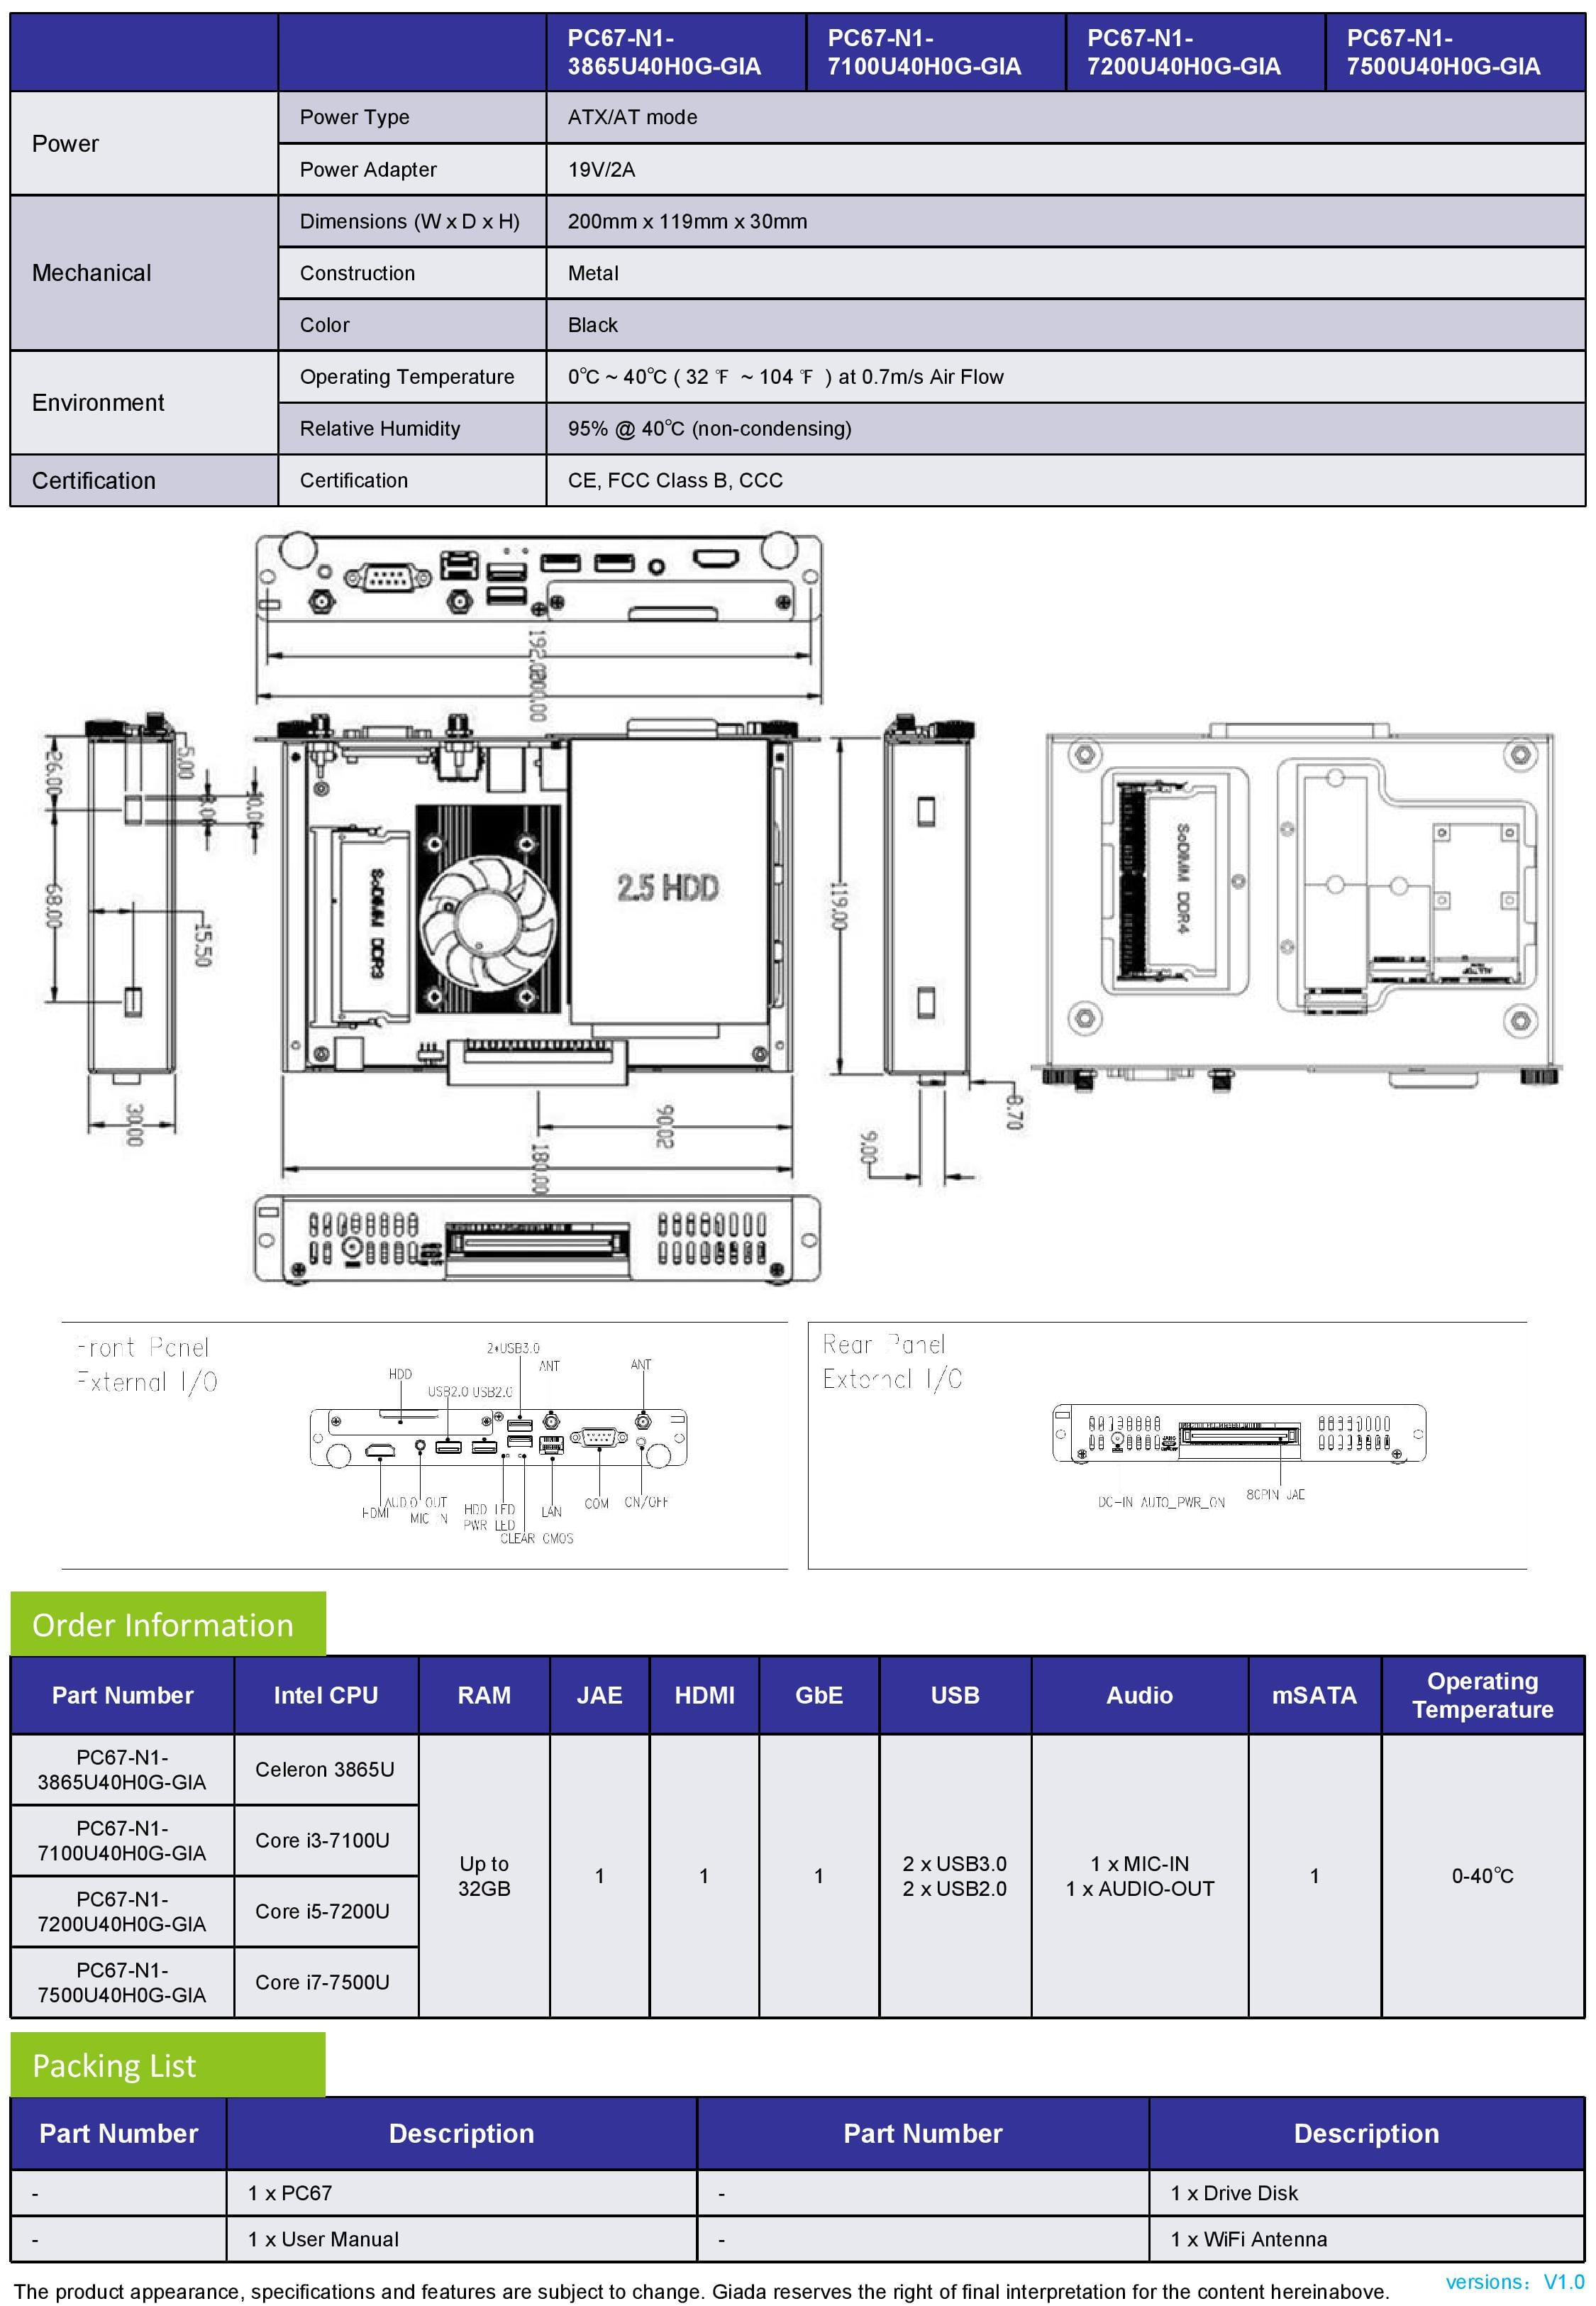 PC67-N1-
3865U40H0G-GIA
PC67-N1-
7100U40H0G-GIA
PC67-N1-
7200U40H0G-GIA
PC67-N1-
7500U40H0G-GIA
Power
Power Type
ATX/AT mode
Power Adapter
19V/2A
Mechanical
Dimensions (W x D x H)
200mm x 119mm x 30mm
Construction
Metal
Color
Black
Environment
Operating Temperature
0℃ ~ 40℃ ( 32 ℉ ~ 104 ℉ ) at 0.7m/s Air Flow
Relative Humidity
95% @ 40℃ (non-condensing)
Certification
Certification
CE, FCC Class B, CCC
26.00
5.00
10.00
68.00
15.50
30.00
SoDIMM DDR3
2.5 HDD
119.00
SoDIMM DDR4
8.70
9.00
90.02
180.00
Front Panel
External I/O
2*USB3.0
ANT
ANT
HDD
USB2.0 USB2.0
HDMI
AUDIO OUT
MIC IN
HDD LED
PWR LED
CLEAR CMOS
LAN
COM
ON/OFF
Rear Panel
External I/O
DC-IN AUTO_PWR_ON
80PIN JAE
Order Information
Part Number
Intel CPU
RAM
JAE
HDMI
GbE
USB
Audio
mSATA
Operating
Temperature
PC67-N1-
3865U40H0G-GIA
Celeron 3865U
PC67-N1-
7100U40H0G-GIA
Core i3-7100U
PC67-N1-
7200U40H0G-GIA
Core i5-7200U
PC67-N1-
7500U40H0G-GIA
Core i7-7500U
Up to
32GB
1
1
1
2 x USB3.0
2 x USB2.0
1 x MIC-IN
1 x AUDIO-OUT
1
0-40℃
Packing List
Part Number
Description
Part Number
Description
-
1 x PC67
-
1 x Drive Disk
-
1 x User Manual
-
1 x WiFi Antenna
The product appearance, specifications and features are subject to change. Giada reserves the right of final interpretation for the content hereinabove.
versions：V1.0